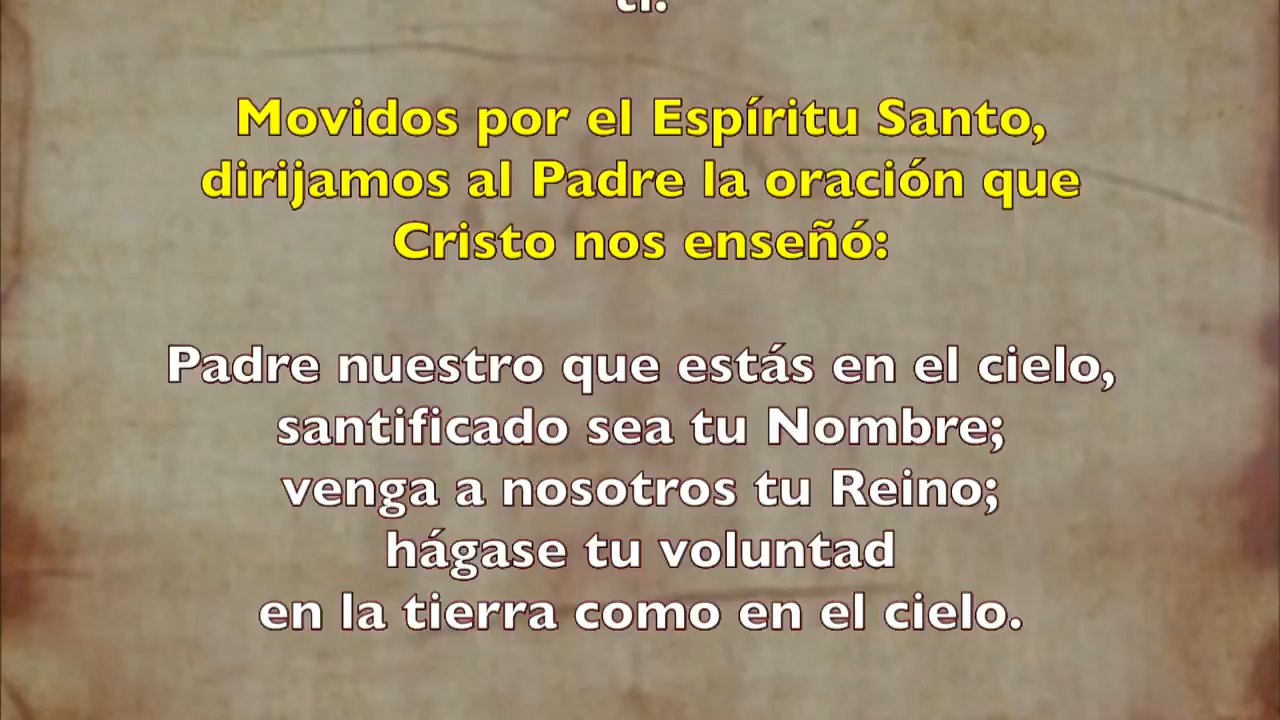 ti.
Movidos por el Espíritu Santo,
dirijamos al Padre la oración que
Cristo nos enseñó:
Padre nuestro que estás en el cielo,
santificado sea tu Nombre;
venga a nosotros tu Reino;
hágase tu voluntad
en la tierra como en el cielo.